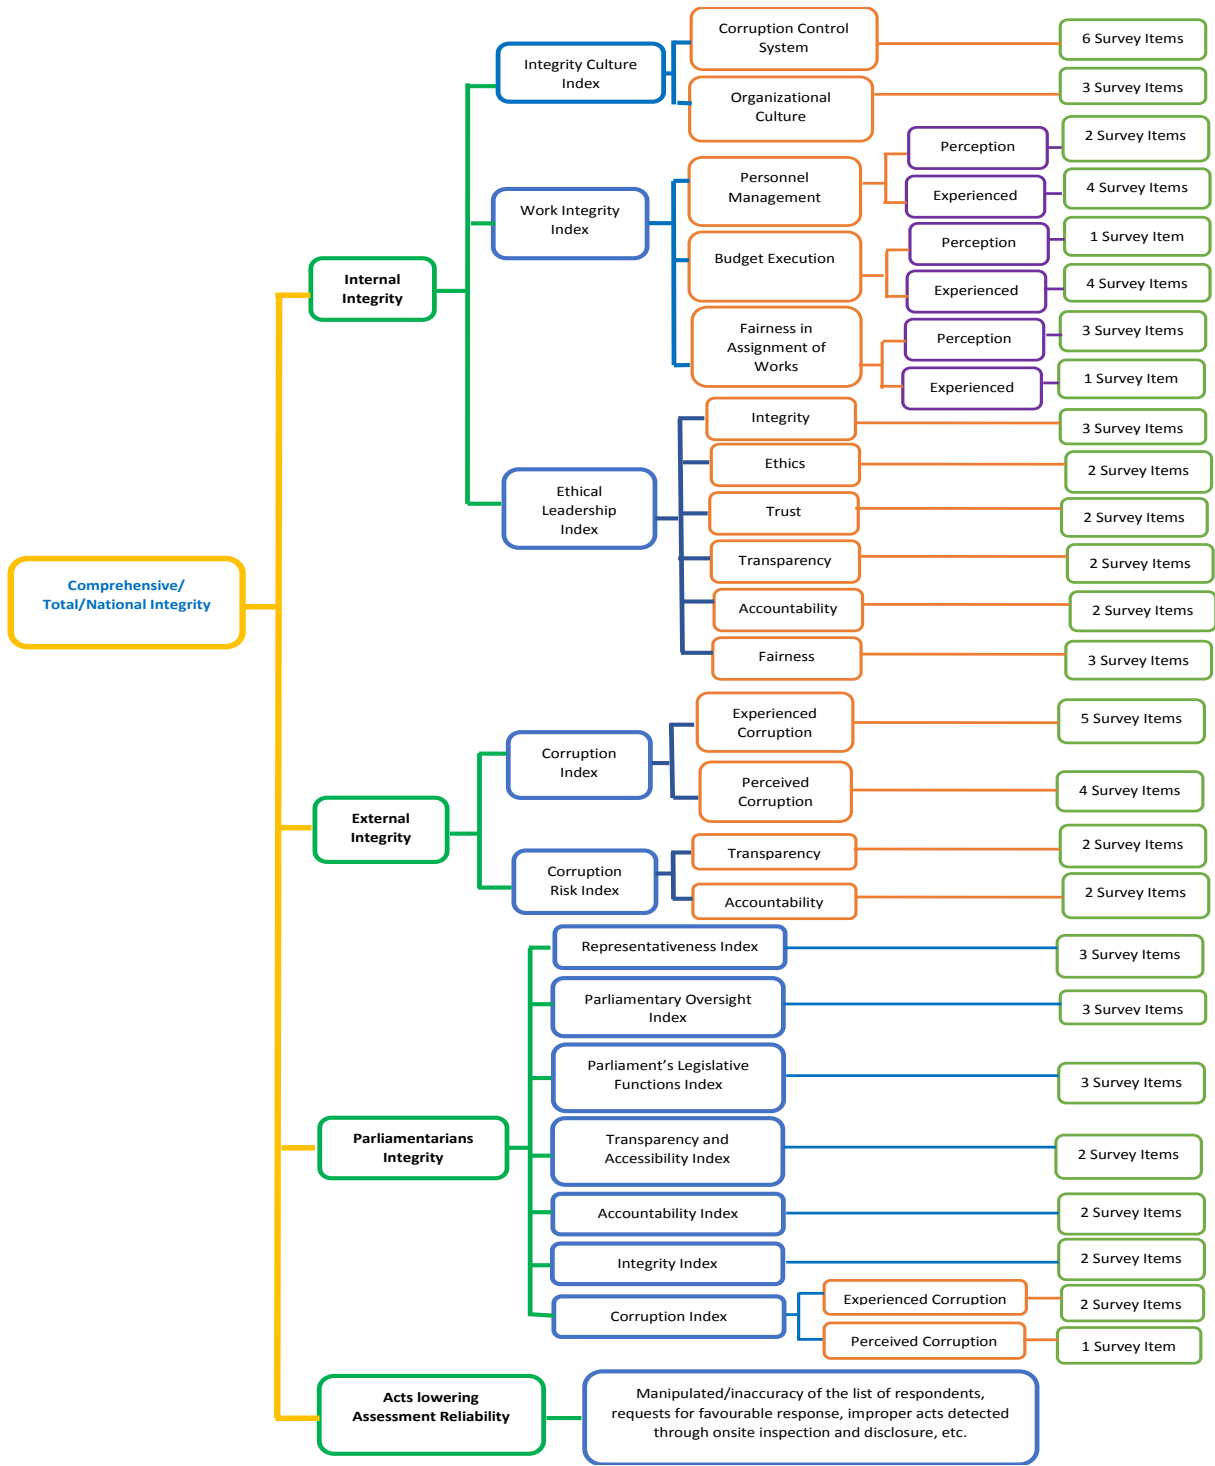 Corruption Control
System
6 Survey Items
Integrity Culture
Index
Organizational
Culture
3 Survey Items
Perception
2 Survey Items
Personnel
Management
Experienced
4 Survey Items
Work Integrity
Index
Perception
1 Survey Item
Budget Execution
Experienced
4 Survey Items
Internal
Integrity
Fairness in
Assignment of
Works
Perception
3 Survey Items
Experienced
1 Survey Item
Integrity
3 Survey Items
Ethics
2 Survey Items
Ethical
Leadership
Index
Trust
2 Survey Items
Transparency
2 Survey Items
Accountability
2 Survey Items
Fairness
3 Survey Items
Comprehensive/
Total/National Integrity
Experienced
Corruption
5 Survey Items
Corruption
Index
Perceived
Corruption
4 Survey Items
External
Integrity
Transparency
2 Survey Items
Corruption
Risk Index
Accountability
2 Survey Items
Representativeness Index
3 Survey Items
Parliamentary Oversight
Index
3 Survey Items
Parliament’s Legislative
Functions Index
3 Survey Items
Parliamentarians
Integrity
Transparency and
Accessibility Index
2 Survey Items
Accountability Index
2 Survey Items
Integrity Index
2 Survey Items
Corruption Index
Experienced Corruption
2 Survey Items
Perceived Corruption
1 Survey Item
Acts lowering
Assessment Reliability
Manipulated/inaccuracy of the list of respondents,
requests for favourable response, improper acts detected
through onsite inspection and disclosure, etc.